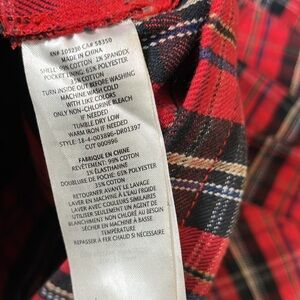 RN# 105230 CA# 58350
MADE IN CHINA
SHELL: 99% COTTON 1% SPANDEX
POCKET LINING: 65% POLYESTER
35% COTTON
TURN INSIDE OUT BEFORE WASHING
MACHINE WASH COLD
WITH LIKE COLORS
ONLY NON-CHLORINE BLEACH
IF NEEDED
TUMBLE DRY LOW
WARM IRON IF NEEDED
STYLE: 18-4-003896-DR01397
CUT 000996
FABRIQUE EN CHINE
REVÊTEMENT: 99% COTON
1% ÉLASTHANNE
DOUBLURE DE POCHE: 65% POLYESTER
35% COTON
RETOURNER AVANT LE LAVAGE
LAVER EN MACHINE À L'EAU FROIDE
AVEC COULEURS SIMILAIRES
UTILISER SEULEMENT UN AGENT DE
BLANCHIMENT NON CHLORÉ AU BESOIN
SÉCHER EN MACHINE À BASSE
TEMPÉRATURE
REPASSER À FER CHAUD SI NÉCESSAIRE